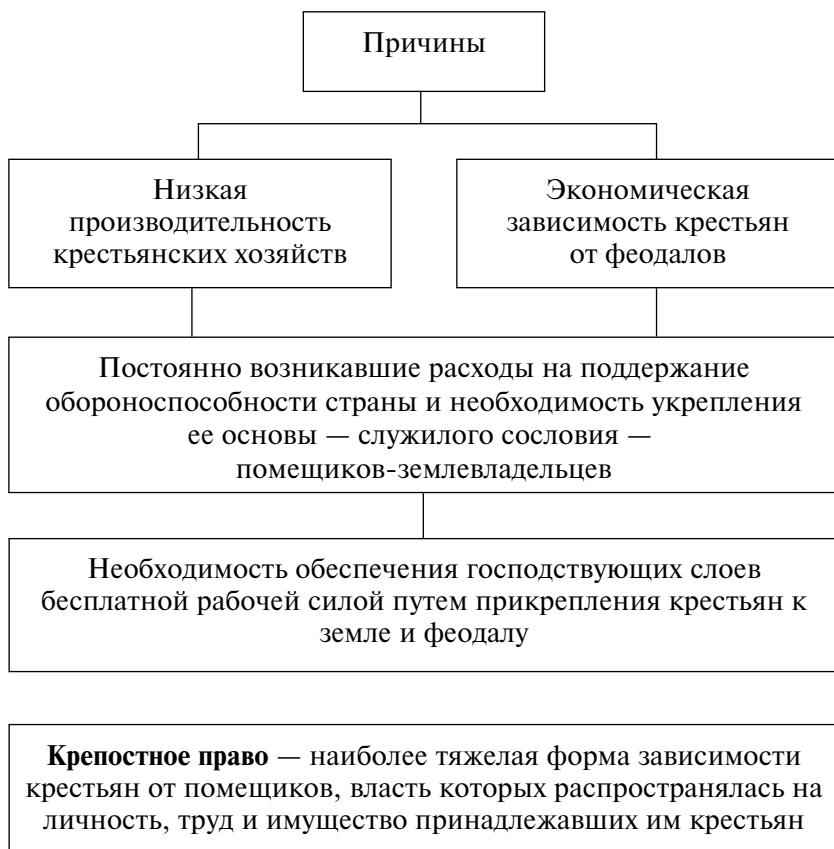 Причины
Низкая
производительность
крестьянских хозяйств
Экономическая
зависимость крестьян
от феодалов
Постоянно возникавшие расходы на поддержание
обороноспособности страны и необходимость укрепления
ее основы — служилого сословия —
помещиков-землевладельцев
Необходимость обеспечения господствующих слоев
бесплатной рабочей силой путем прикрепления крестьян к
земле и феодалу
Крепостное право — наиболее тяжелая форма зависимости
крестьян от помещиков, власть которых распространялась на
личность, труд и имущество принадлежавших им крестьян